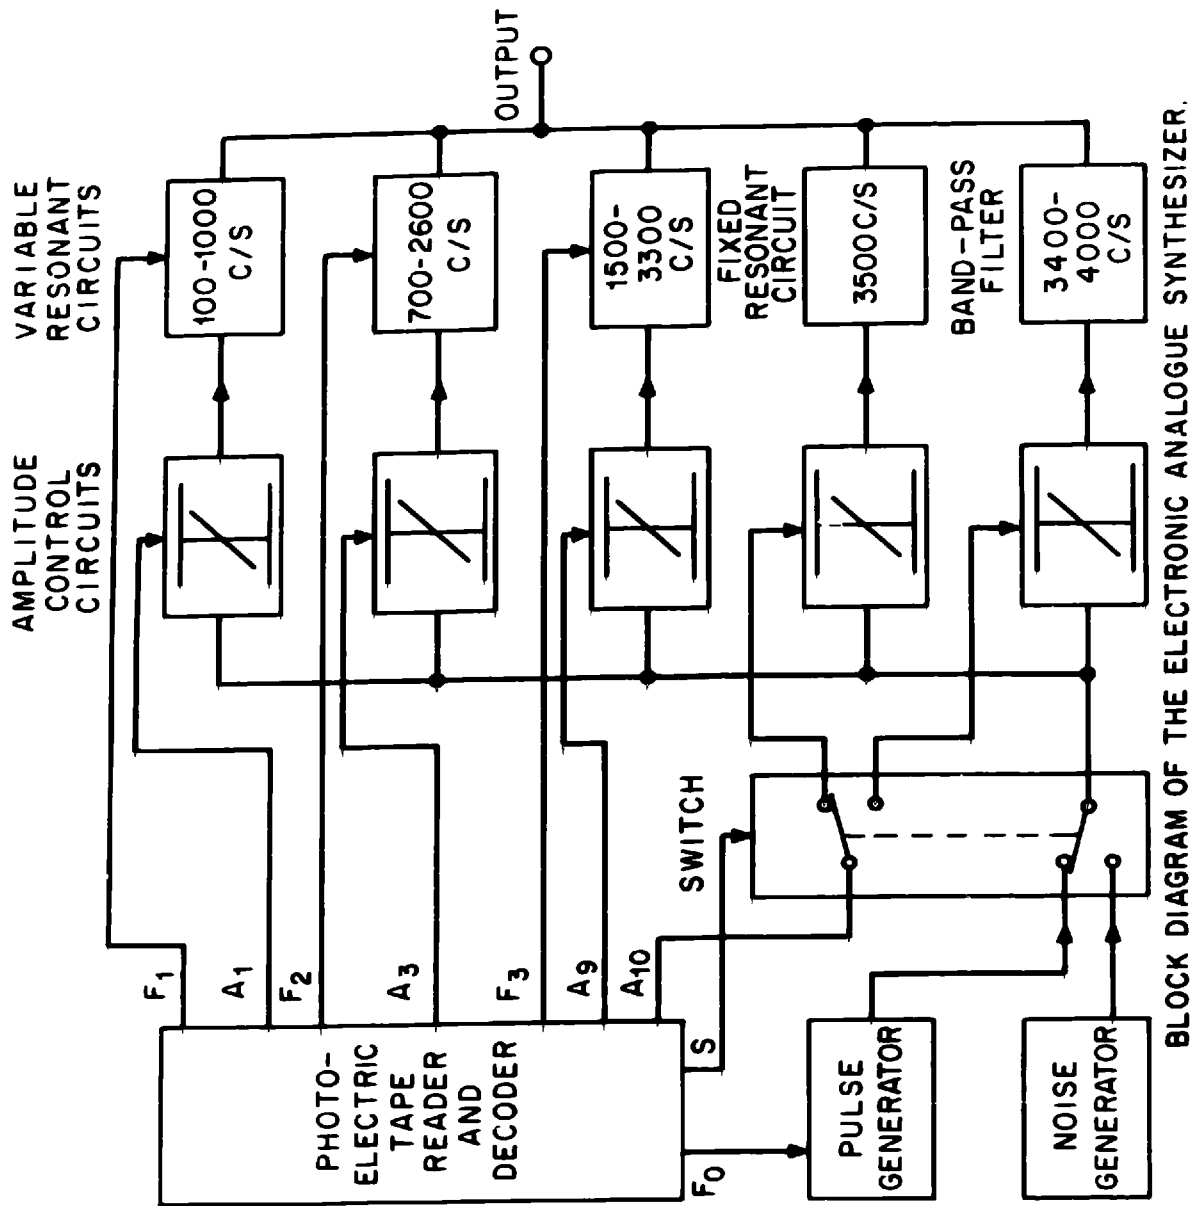 VARIABLE
RESONANT
CIRCUITS
AMPLITUDE
CONTROL
CIRCUITS
OUTPUT
100-1000
C/S
700-2600
C/S
1500-
3300
C/S
FIXED
RESONANT
CIRCUIT
3500C/S
BAND-PASS
FILTER
3400-
4000
C/S
F1
A1
F2
A3
F3
A9
A10
S
F0
PHOTO-
ELECTRIC
TAPE
READER
AND
DECODER
SWITCH
PULSE
GENERATOR
NOISE
GENERATOR
BLOCK DIAGRAM OF THE ELECTRONIC ANALOGUE SYNTHESIZER.